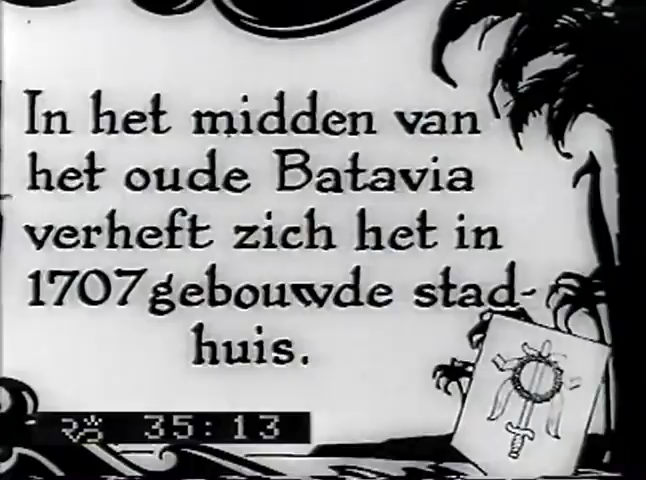 In het midden van
het oude Batavia
verheft zich het in
1707 gebouwde stad-
huis.
35:13